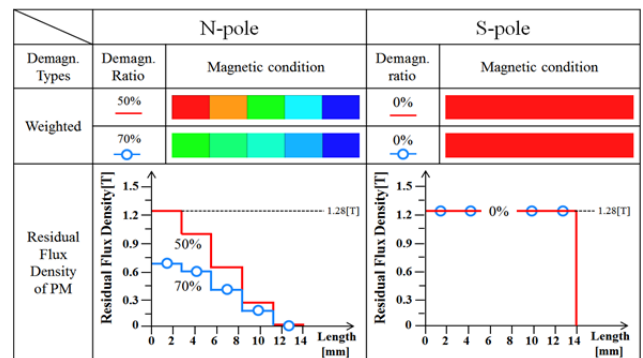 N-pole
S-pole
Demagn.
Types
Demagn.
Ratio
Magnetic condition
Demagn.
ratio
Magnetic condition
Weighted
50%
0%
70%
0%
Residual
Flux
Density
of PM
Residual Flux Density[T]
1.5
1.2
0.9
0.6
0.3
0
1.28[T]
50%
70%
0 2 4 6 8 10 12 14
Length
[mm]
Residual Flux Density[T]
1.5
1.2
0.9
0.6
0.3
0
1.28[T]
0%
0 2 4 6 8 10 12 14
Length
[mm]